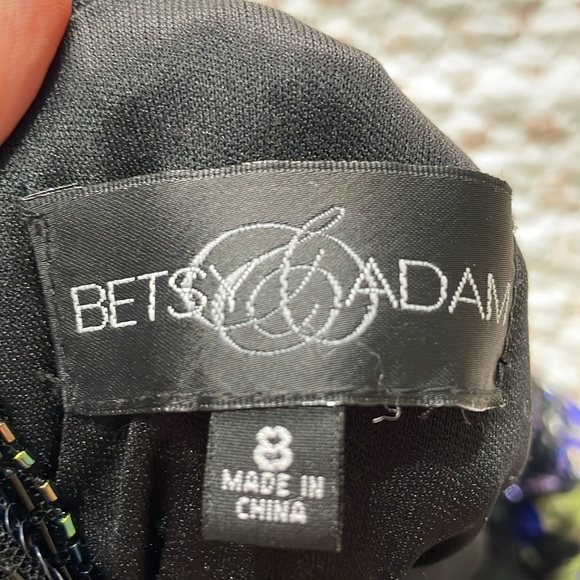 BETSY & ADAM
8
MADE IN
CHINA